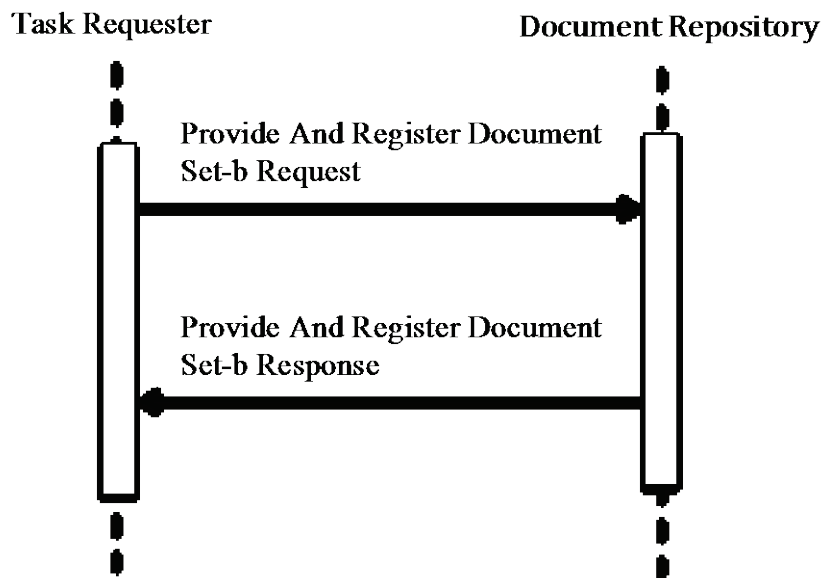 Task Requester
Document Repository
Provide And Register Document
Set-b Request
Provide And Register Document
Set-b Response